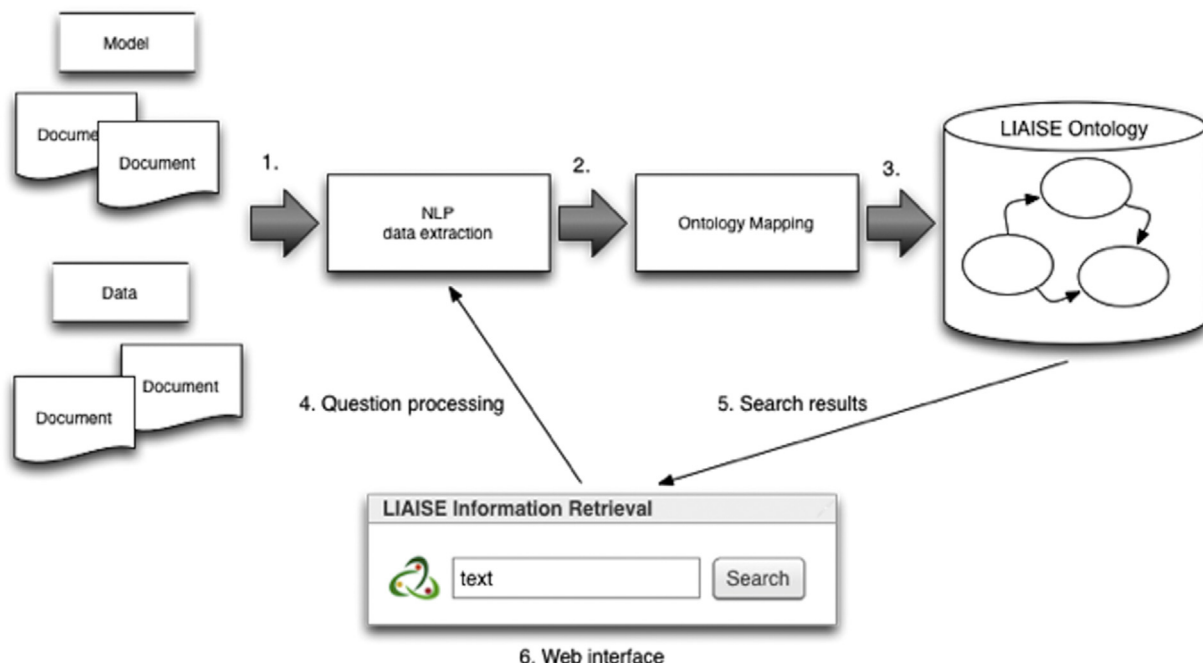 Model
Docume
Document
Data
Document
Document
1.
NLP
data extraction
2.
Ontology Mapping
3.
LIAISE Ontology
4. Question processing
5. Search results
LIAISE Information Retrieval
text
Search
6. Web interface